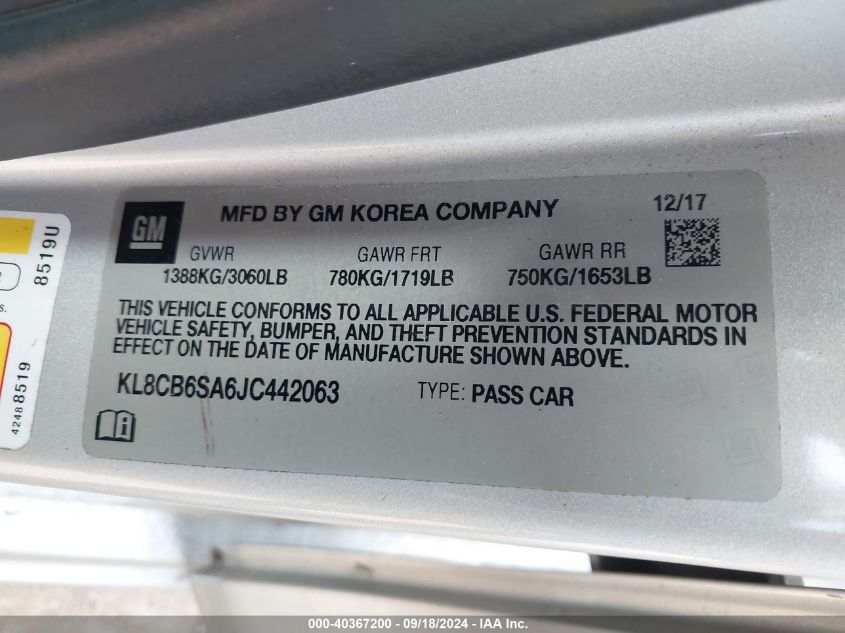 GM
MFD BY GM KOREA COMPANY
12/17
GVWR
GAWR FRT
GAWR RR
1388KG/3060LB
780KG/1719LB
750KG/1653LB
THIS VEHICLE CONFORMS TO ALL APPLICABLE U.S. FEDERAL MOTOR
VEHICLE SAFETY, BUMPER, AND THEFT PREVENTION STANDARDS IN
EFFECT ON THE DATE OF MANUFACTURE SHOWN ABOVE.
KL8CB6SA6JC442063
TYPE: PASS CAR
8519U
42488519
000-40367200 - 09/18/2024 - IAA Inc.